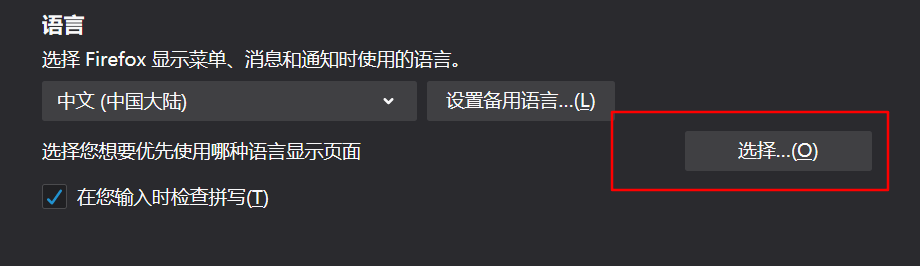 语言
选择 Firefox 显示菜单、消息和通知时使用的语言。
中文 (中国大陆)
设置备用语言...(L)
选择您想要优先使用哪种语言显示页面
选择...(O)
在您输入时检查拼写(T)